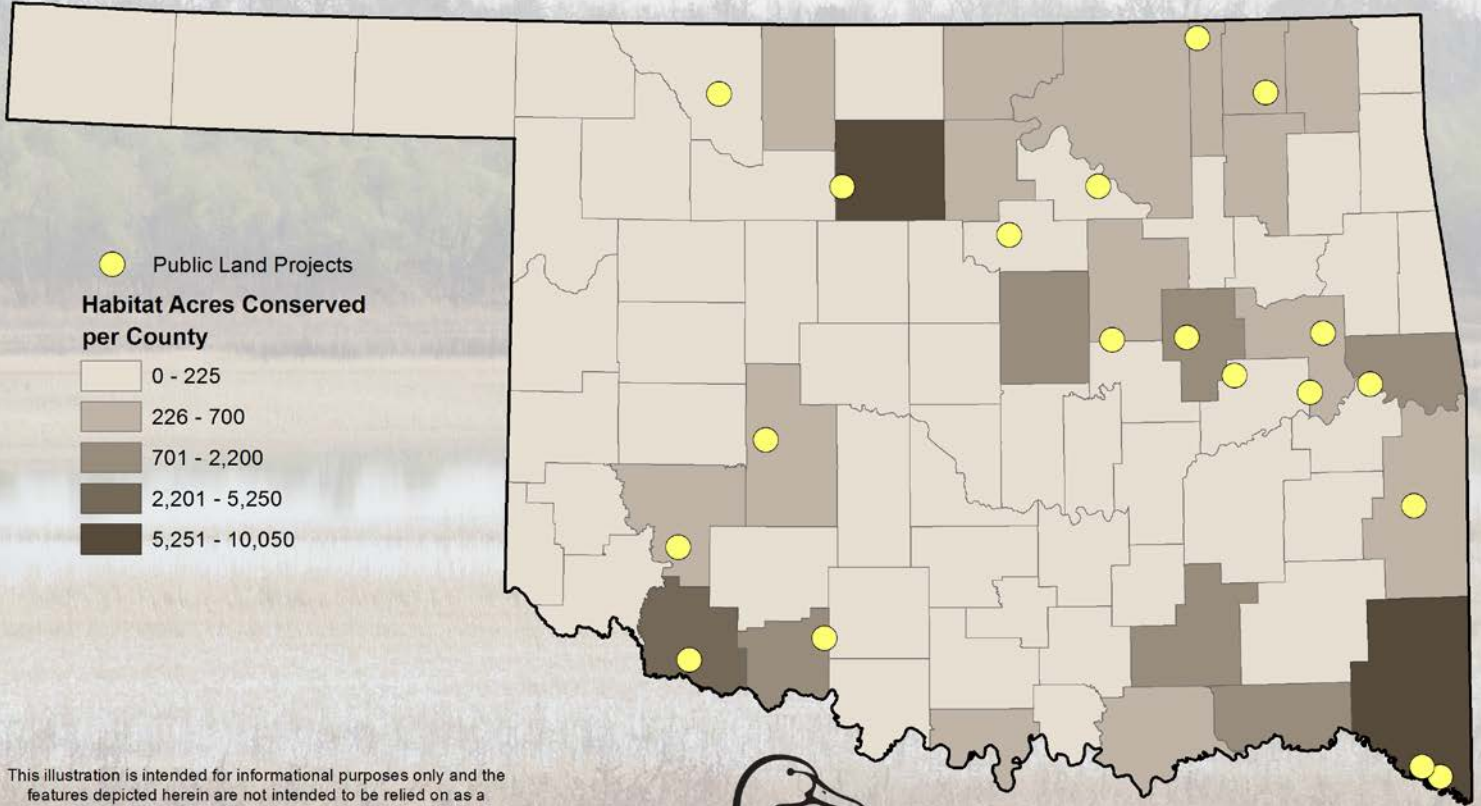 Public Land Projects
Habitat Acres Conserved
per County
0 - 225
226 - 700
701 - 2,200
2,201 - 5,250
5,251 - 10,050
This illustration is intended for informational purposes only and the
features depicted herein are not intended to be relied on as a